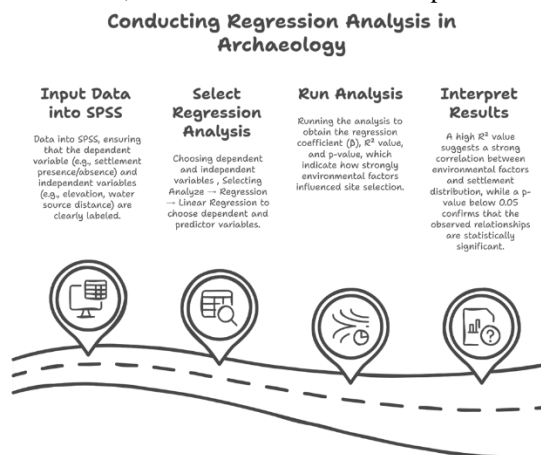 Conducting Regression Analysis in
Archaeology
Input Data
into SPSS
Data into SPSS, ensuring
that the dependent
variable (e.g., settlement
presence/absence) and
independent variables
(e.g., elevation, water
source distance) are
clearly labeled.
Select
Regression
Analysis
Choosing dependent
and independent
variables , Selecting
Analyze → Regression
→ Linear Regression to
choose dependent and
predictor variables.
Run Analysis
Running the analysis to
obtain the regression
coefficient (β), R² value,
and p-value, which
indicate how strongly
environmental factors
influenced site selection.
Interpret
Results
A high R² value
suggests a strong
correlation between
environmental factors
and settlement
distribution, while a p-
value below 0.05
confirms that the
observed relationships
are statistically
significant.